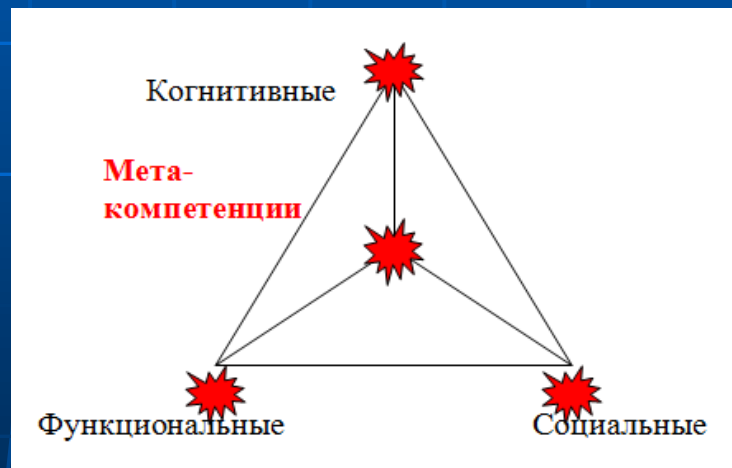 Когнитивные
Мета-
компетенции
Функциональные
Социальные